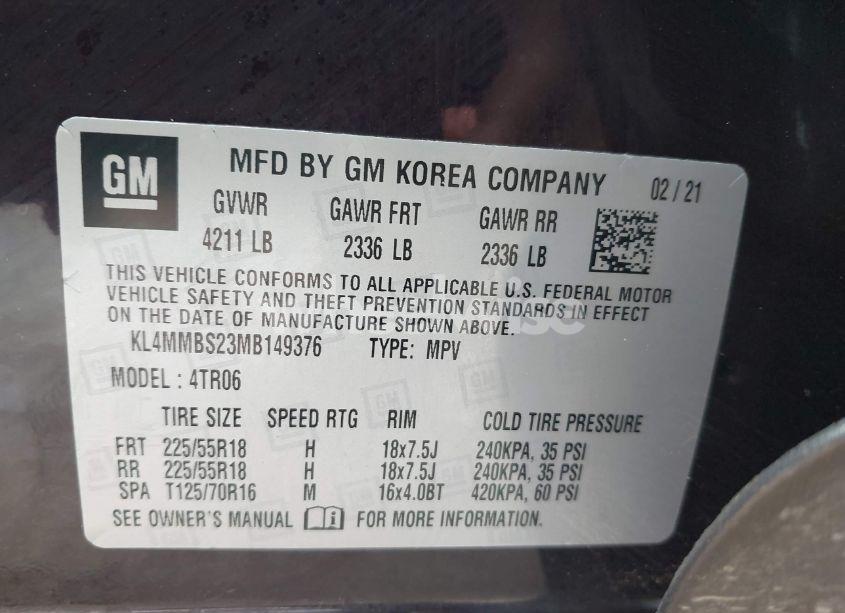 GM
MFD BY GM KOREA COMPANY 02 / 21
GVWR GAWR FRT GAWR RR
4211 LB 2336 LB 2336 LB
THIS VEHICLE CONFORMS TO ALL APPLICABLE U.S. FEDERAL MOTOR
VEHICLE SAFETY AND THEFT PREVENTION STANDARDS IN EFFECT
ON THE DATE OF MANUFACTURE SHOWN ABOVE.
KL4MMBS23MB149376 TYPE: MPV
MODEL : 4TR06
TIRE SIZE SPEED RTG RIM COLD TIRE PRESSURE
FRT 225/55R18 H 18x7.5J 240KPA, 35 PSI
RR 225/55R18 H 18x7.5J 240KPA, 35 PSI
SPA T125/70R16 M 16x4.0BT 420KPA, 60 PSI
SEE OWNER'S MANUAL i FOR MORE INFORMATION.